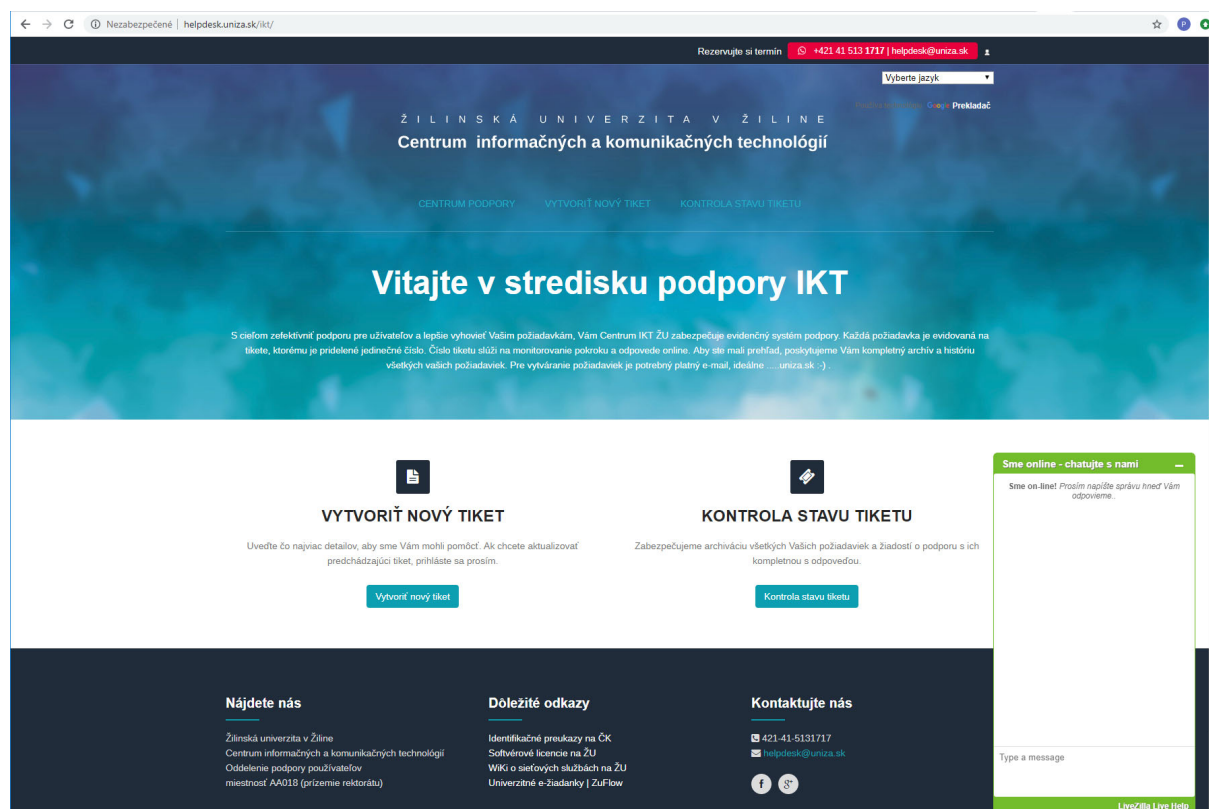 Nezabezpečené | helpdesk.uniza.sk/ikt/
P
Rezervujte si termín +421 41 513 1717 | helpdesk@uniza.sk
Vyberte jazyk
Google Prekladač
ŽILINSKÁ UNIVERZITA V ŽILINE
Centrum informačných a komunikačných technológií
CENTRUM PODPORY VYTVORIŤ NOVÝ TIKET KONTROLA STAVU TIKETU
Vitajte v stredisku podpory IKT
S cieľom zefektívniť podporu pre užívateľov a lepšie vyhovieť Vašim požiadavkám, Vám Centrum IKT ŽU zabezpečuje evidenčný systém podpory. Každá požiadavka je evidovaná na
tikete, ktorému je pridelené jedinečné číslo. Číslo tiketu slúži na monitorovanie pokroku a odpovede online. Aby ste mali prehľad, poskytujeme Vám kompletný archív a históriu
všetkých vašich požiadaviek. Pre vytváranie požiadaviek je potrebný platný e-mail, ideálne .....uniza.sk :-) .
VYTVORIŤ NOVÝ TIKET
Uveďte čo najviac detailov, aby sme Vám mohli pomôcť. Ak chcete aktualizovať
predchádzajúci tiket, prihláste sa prosím.
Vytvoriť nový tiket
KONTROLA STAVU TIKETU
Zabezpečujeme archiváciu všetkých Vašich požiadaviek a žiadostí o podporu s ich
kompletnou s odpoveďou.
Kontrola stavu tiketu
Sme online - chatujte s nami
Sme on-line! Prosím napíšte správu hneď Vám
odpovieme..
Type a message
LiveZilla Live Help
Nájdete nás
Žilinská univerzita v Žiline
Centrum informačných a komunikačných technológií
Oddelenie podpory používateľov
miestnosť AA018 (prízemie rektorátu)
Dôležité odkazy
Identifikačné preukazy na ČK
Softvérové licencie na ŽU
WiKi o sieťových službách na ŽU
Univerzitné e-žiadanky | ZuFlow
Kontaktujte nás
421-41-5131717
helpdesk@uniza.sk